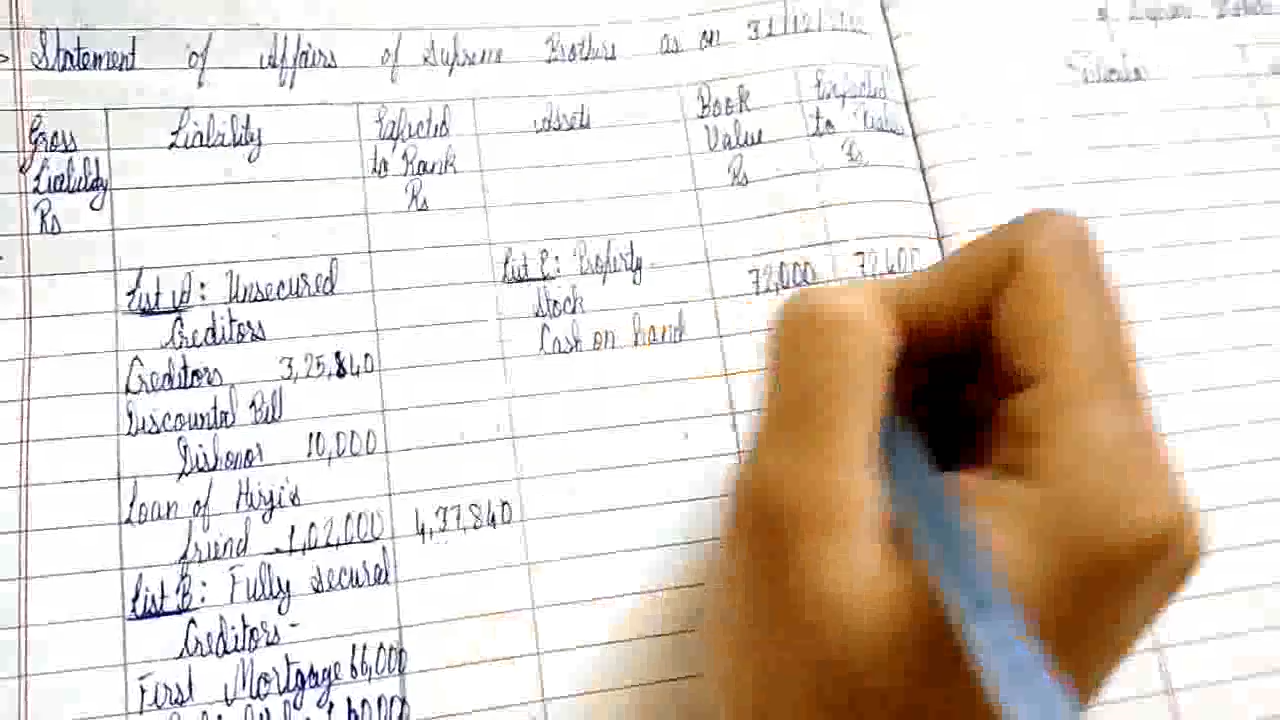 Statement of Affairs of Supreme Brothers as on 31/12/
Gross Liability Rs
Liability
Expected to Rank Rs
Assets
Book Value Rs
Expected to Rs
List A: Unsecured
Creditors
Creditors 3,25,840
Discounted Bill
Dishonor 10,000
Loan of Hirji's
friend 1,02,000 4,37,840
List B: Fully secured
Creditors-
First Mortgage 66,000
List E: Property
Stock 72,000
Cash on hand